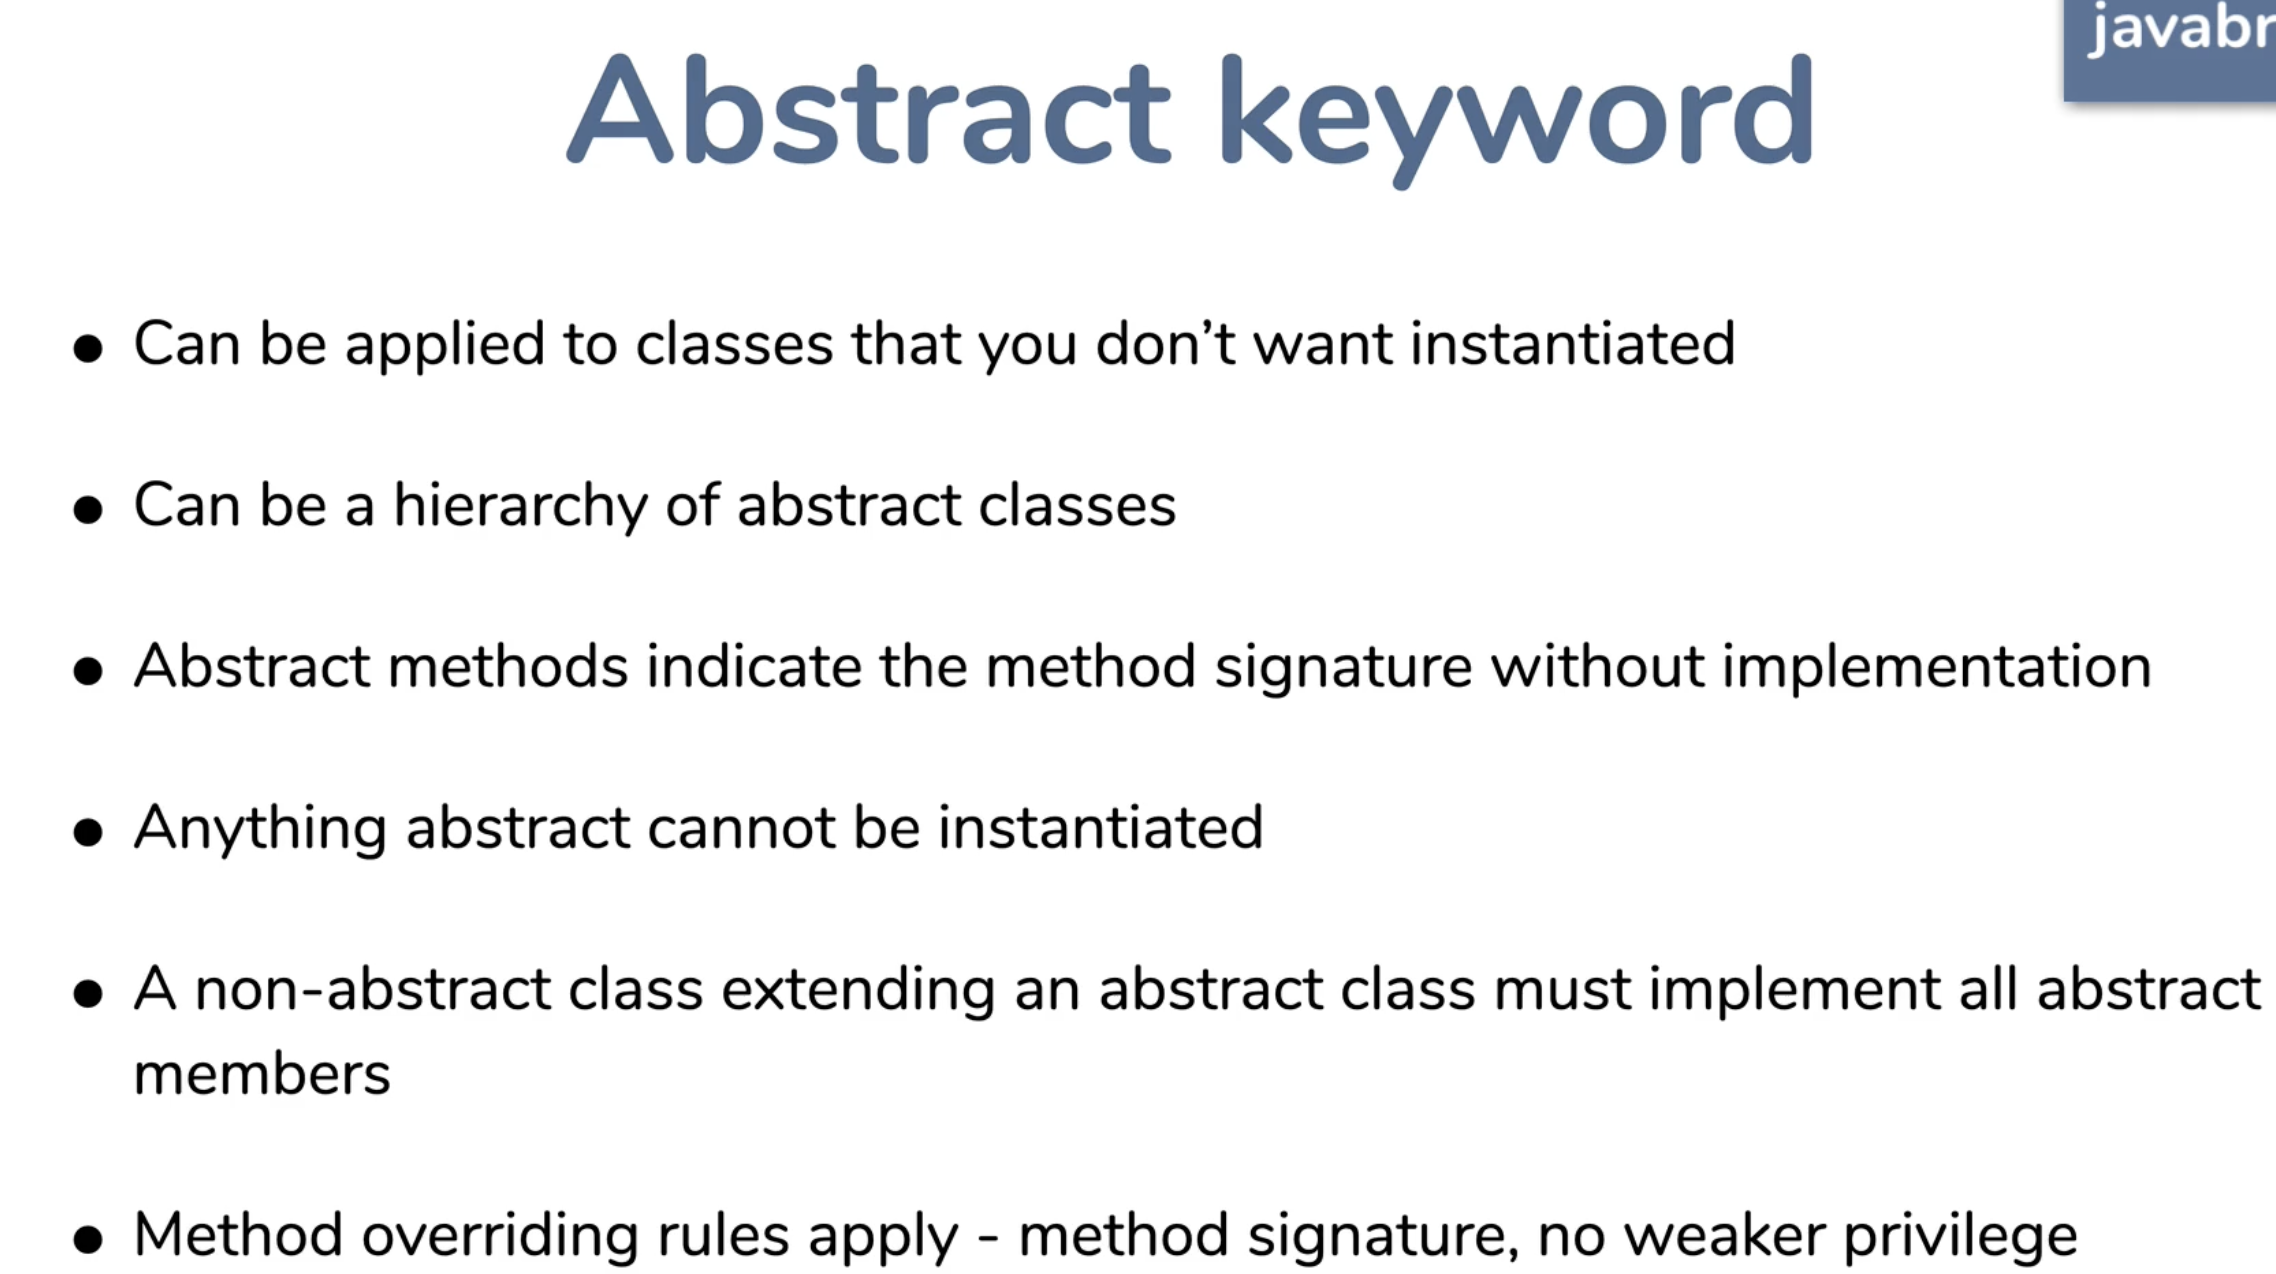 javabr
Abstract keyword
• Can be applied to classes that you don’t want instantiated
• Can be a hierarchy of abstract classes
• Abstract methods indicate the method signature without implementation
• Anything abstract cannot be instantiated
• A non-abstract class extending an abstract class must implement all abstract
members
• Method overriding rules apply - method signature, no weaker privilege